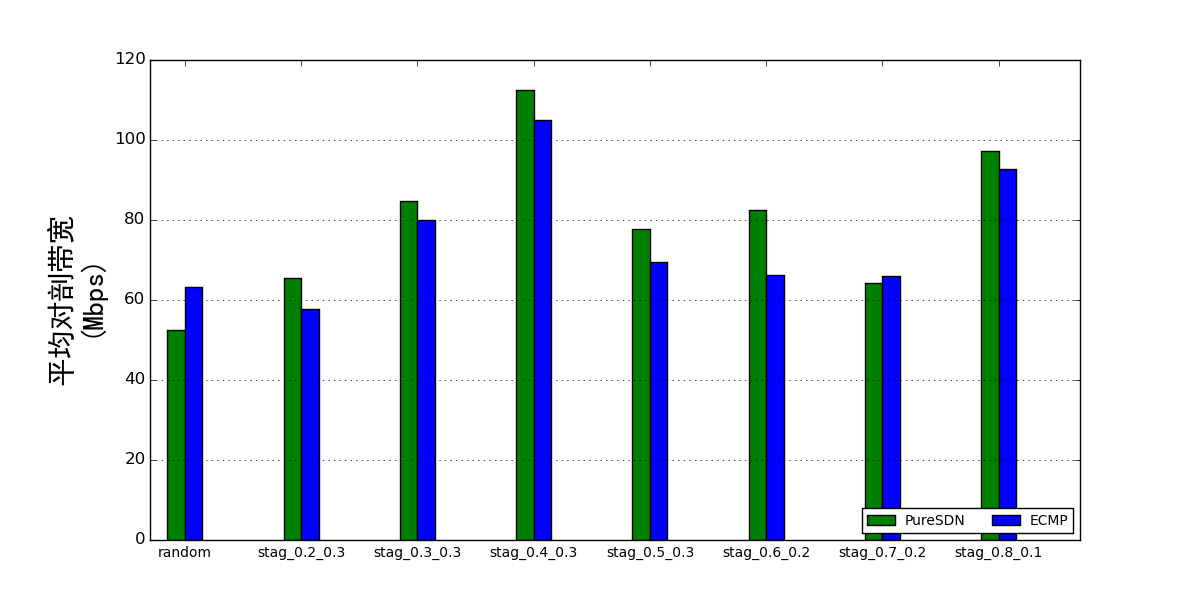 120
100
80
60
40
20
0
平均对剖带宽
(Mbps)
random stag_0.2_0.3 stag_0.3_0.3 stag_0.4_0.3 stag_0.5_0.3 stag_0.6_0.2 stag_0.7_0.2 stag_0.8_0.1
PureSDN ECMP